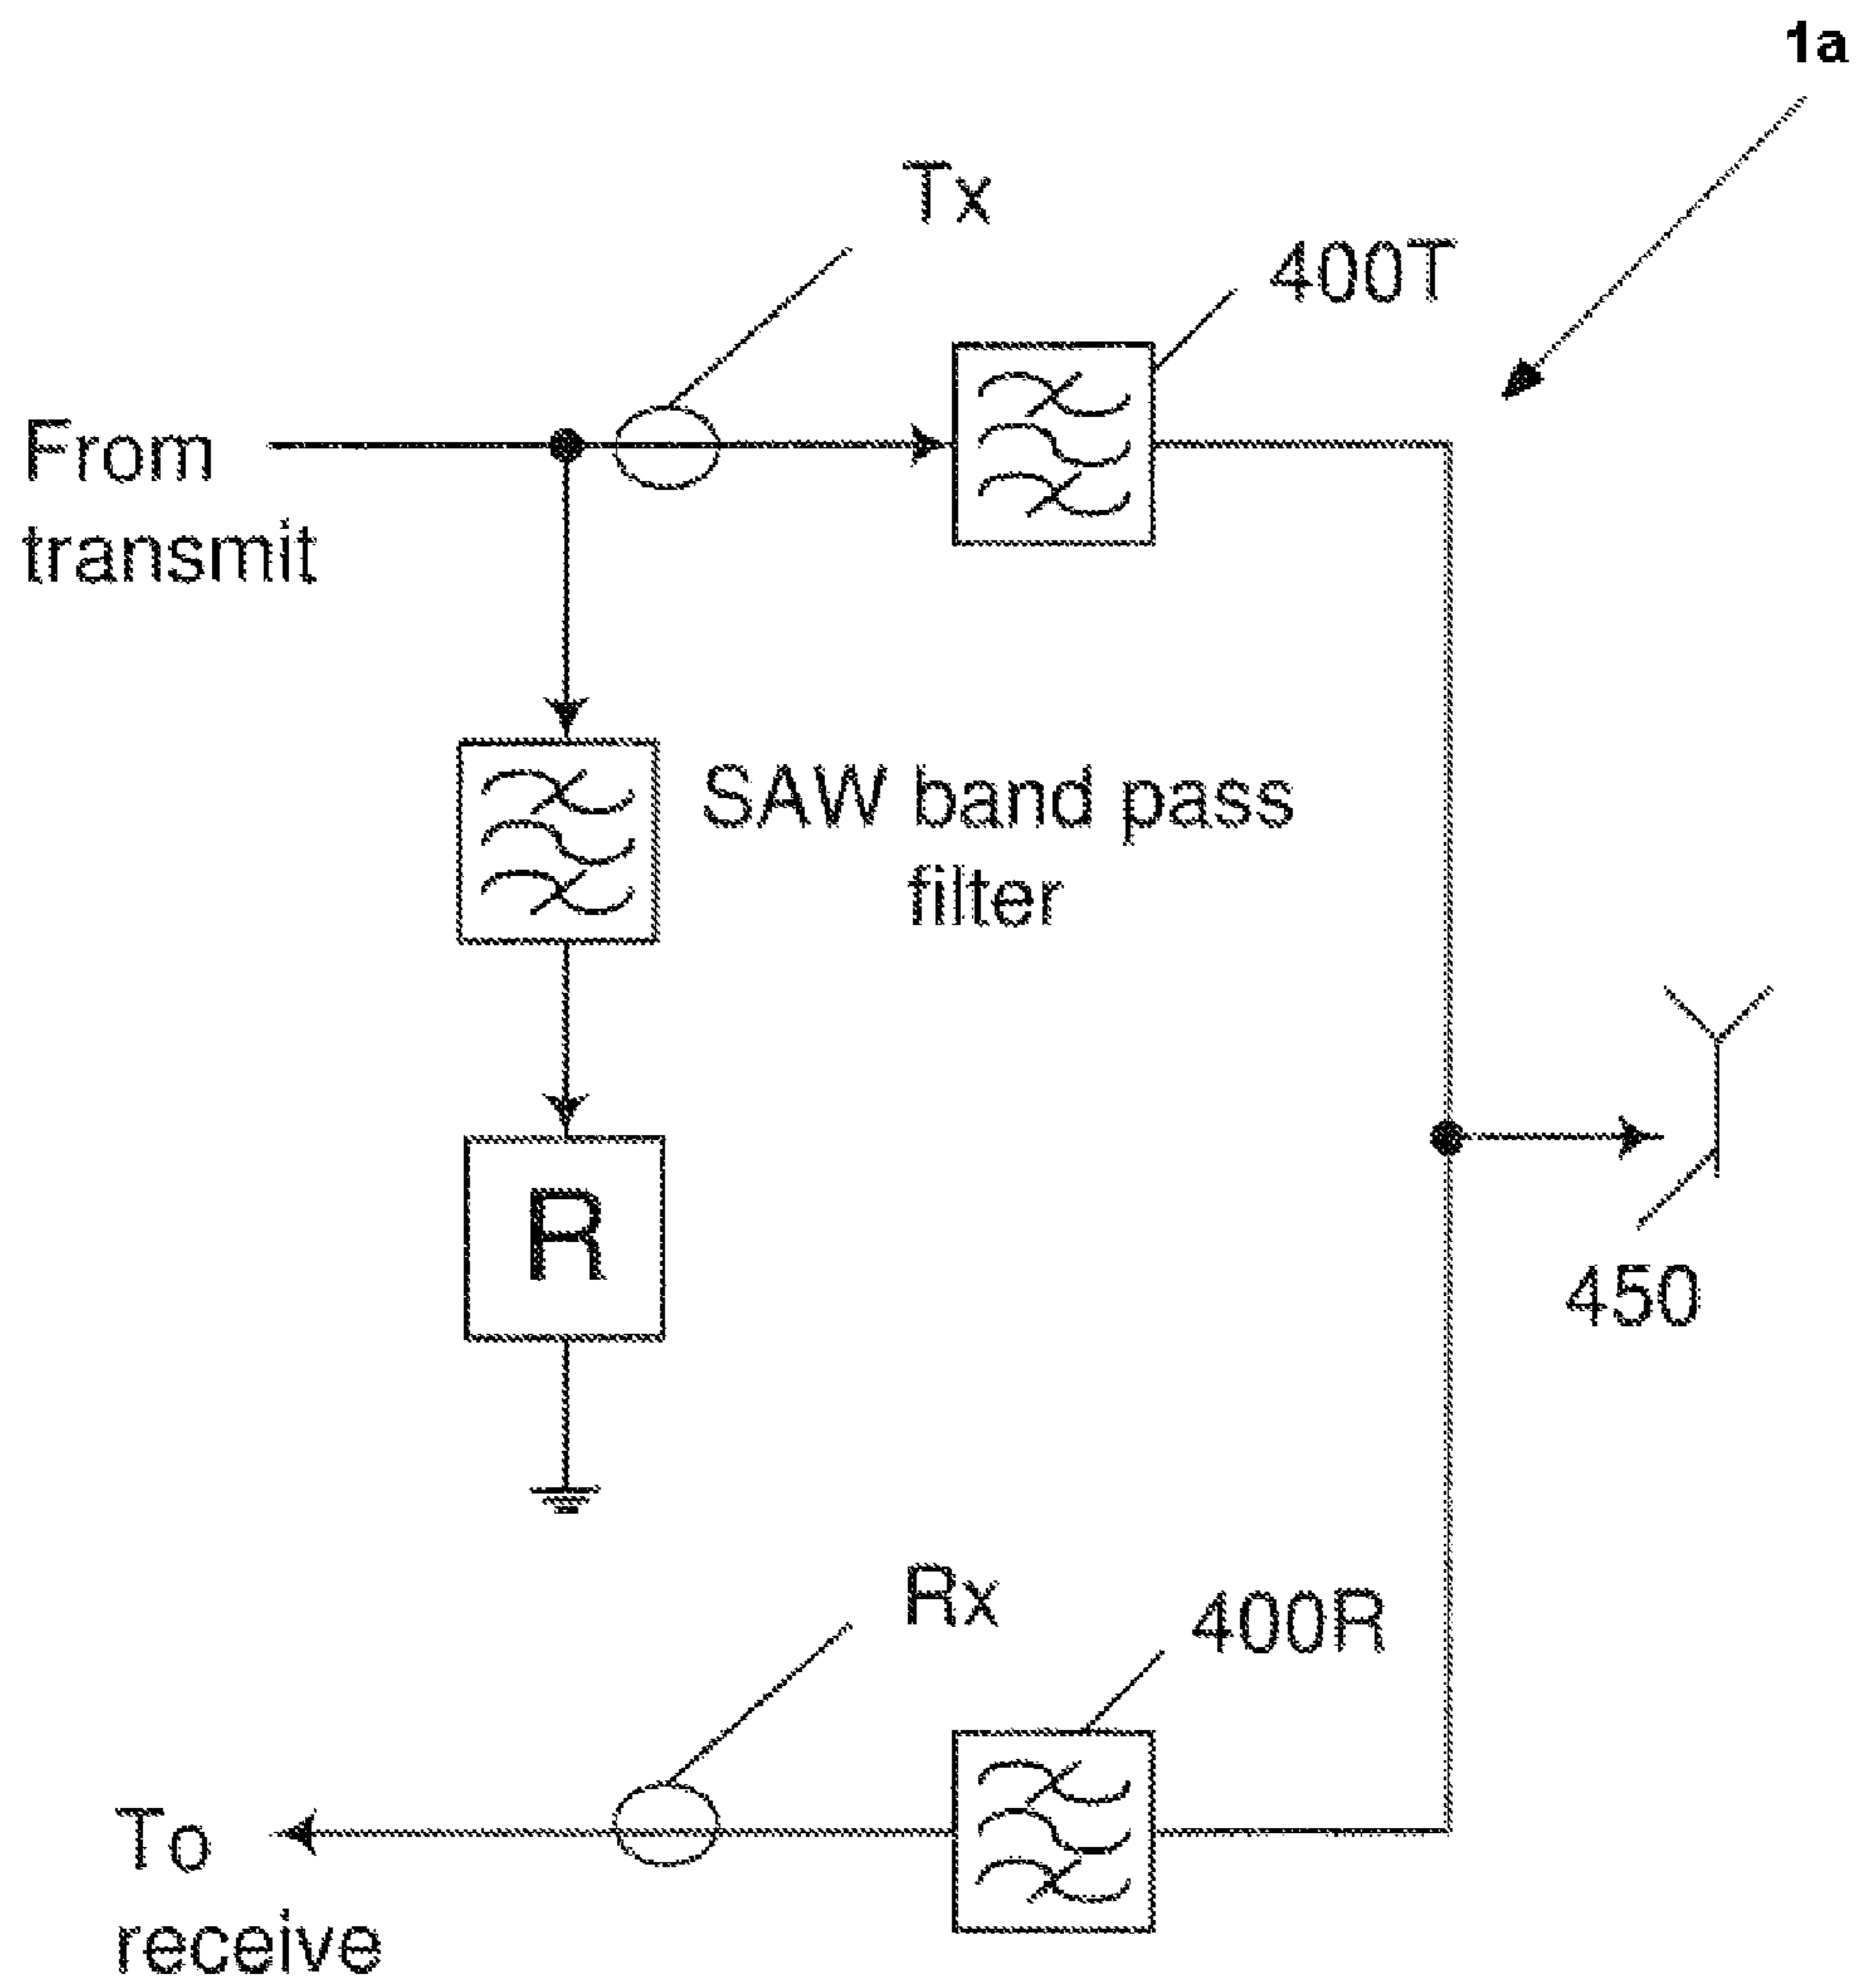 1a
Tx
400T
From
transmit
SAW band pass
filter
R
450
Rx
400R
To
receive